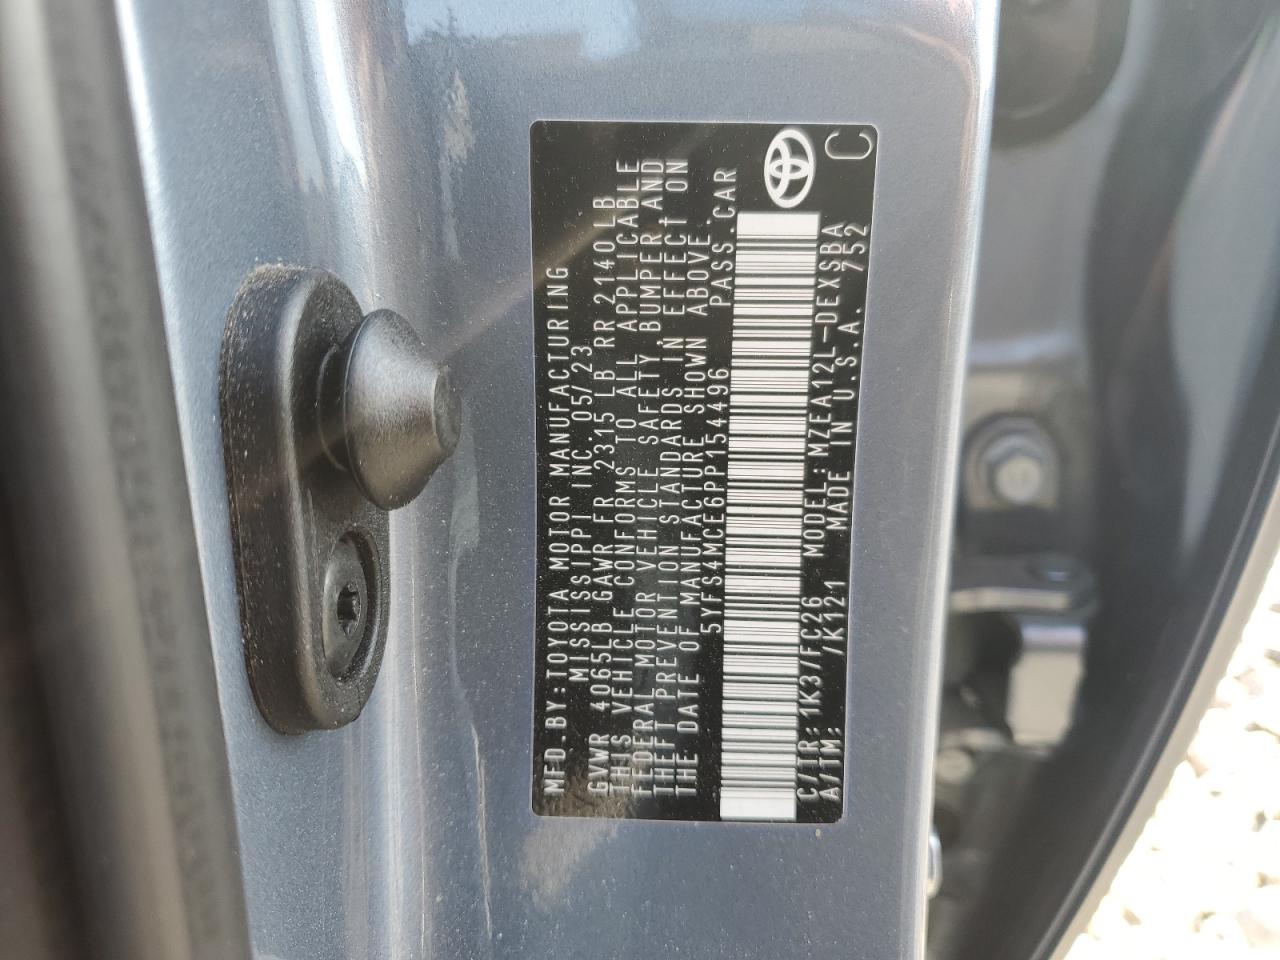 MFD.BY:TOYOTA MOTOR MANUFACTURING
MISSISSIPPI INC.05/23
GVWR 4065LB GAWR FR 2315 LB RR 2140 LB
THIS VEHICLE CONFORMS TO ALL APPLICABLE
FEDERAL MOTOR VEHICLE SAFETY, BUMPER, AND
THEFT PREVENTION STANDARDS IN EFFECT ON
THE DATE OF MANUFACTURE SHOWN ABOVE.
5YFS4MCE6PP154496 PASS.CAR
C/TR: 1K3/FC26 MODEL:MZEA12L-DEXSBA
A/TM: /K121 MADE IN U.S.A. 752
C